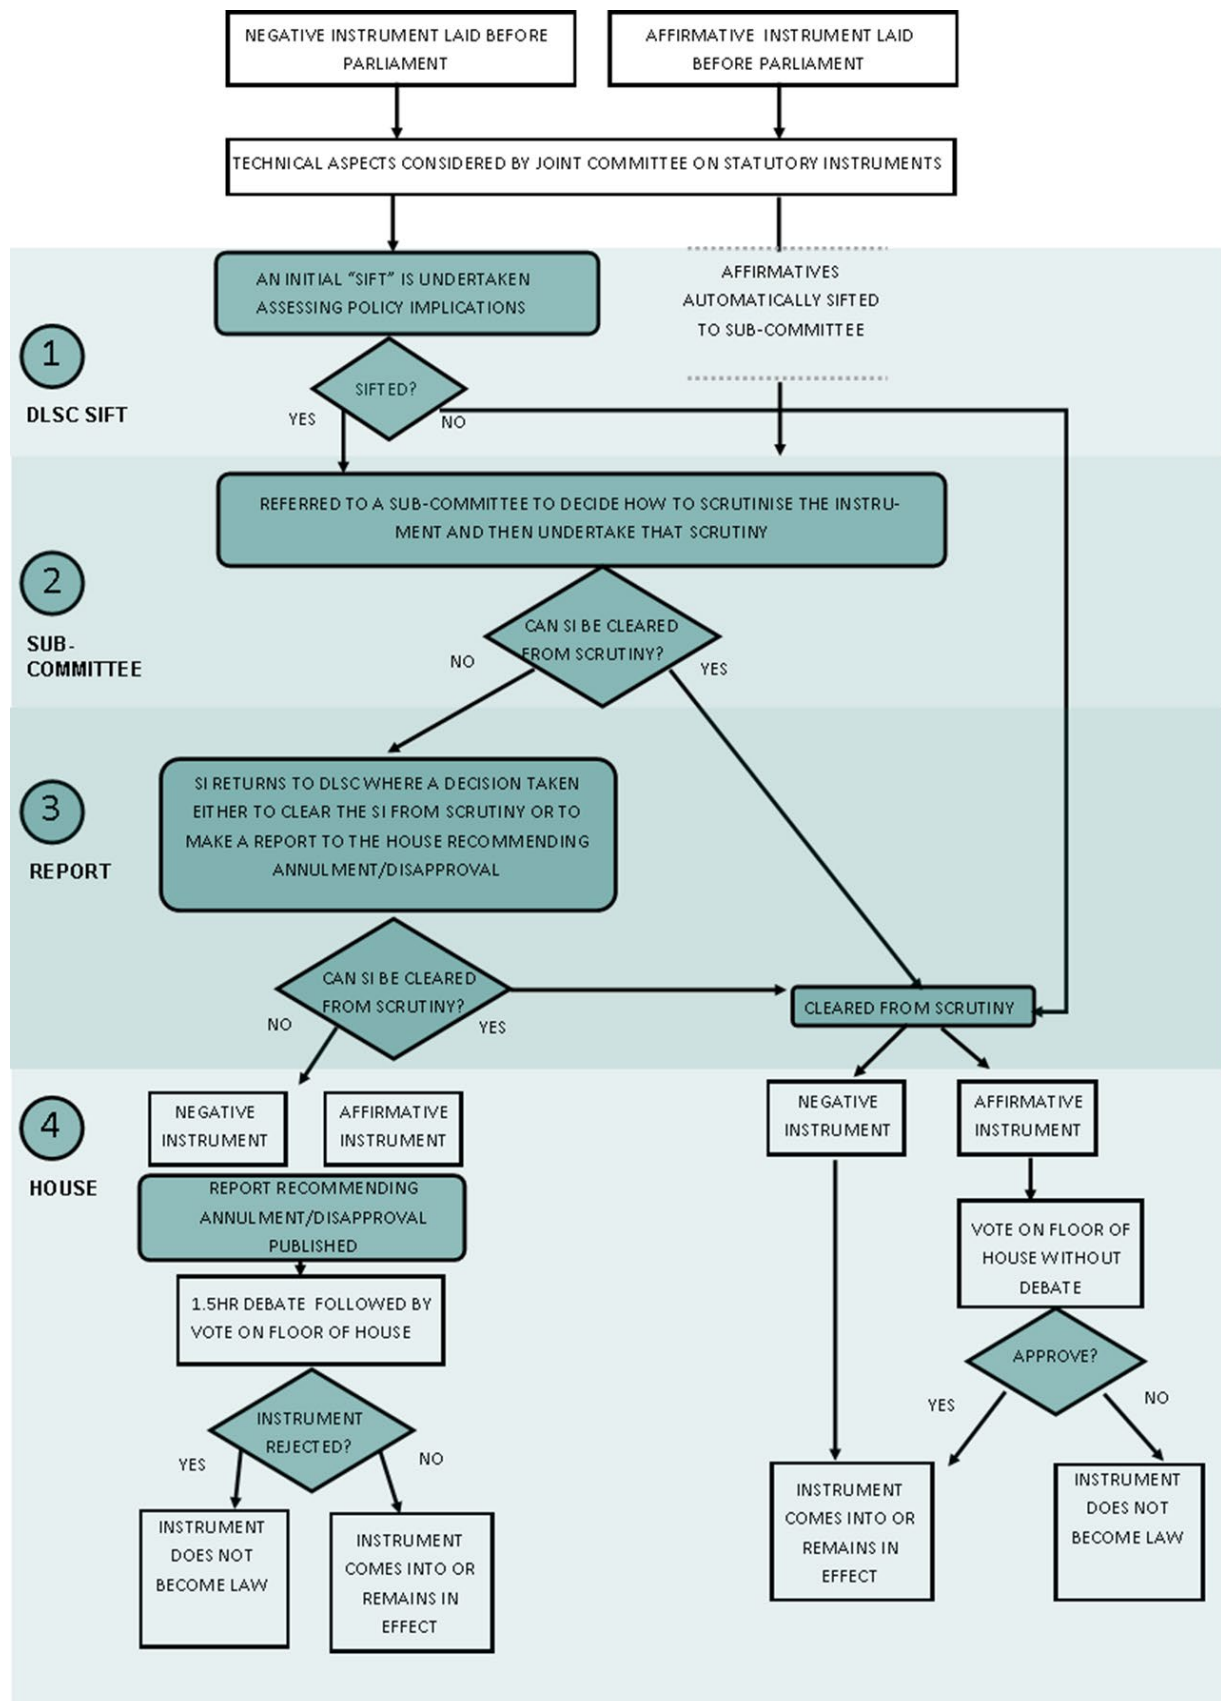 NEGATIVE INSTRUMENT LAID BEFORE
PARLIAMENT
AFFIRMATIVE INSTRUMENT LAID
BEFORE PARLIAMENT
TECHNICAL ASPECTS CONSIDERED BY JOINT COMMITTEE ON STATUTORY INSTRUMENTS
AN INITIAL “SIFT” IS UNDERTAKEN
ASSESSING POLICY IMPLICATIONS
AFFIRMATIVES
AUTOMATICALLY SIFTED
TO SUB-COMMITTEE
1
DLSC SIFT
SIFTED?
YES
NO
REFERRED TO A SUB-COMMITTEE TO DECIDE HOW TO SCRUTINISE THE INSTRU-
MENT AND THEN UNDERTAKE THAT SCRUTINY
2
SUB-
COMMITTEE
CAN SI BE CLEARED
FROM SCRUTINY?
NO
YES
3
REPORT
SI RETURNS TO DLSC WHERE A DECISION TAKEN
EITHER TO CLEAR THE SI FROM SCRUTINY OR TO
MAKE A REPORT TO THE HOUSE RECOMMENDING
ANNULMENT/DISAPPROVAL
CAN SI BE CLEARED
FROM SCRUTINY?
NO
YES
CLEARED FROM SCRUTINY
4
HOUSE
NEGATIVE
INSTRUMENT
AFFIRMATIVE
INSTRUMENT
NEGATIVE
INSTRUMENT
AFFIRMATIVE
INSTRUMENT
REPORT RECOMMENDING
ANNULMENT/DISAPPROVAL
PUBLISHED
1.5HR DEBATE FOLLOWED BY
VOTE ON FLOOR OF HOUSE
VOTE ON FLOOR OF
HOUSE WITHOUT
DEBATE
INSTRUMENT
REJECTED?
YES
NO
APPROVE?
YES
NO
INSTRUMENT
DOES NOT
BECOME LAW
INSTRUMENT
COMES INTO OR
REMAINS IN
EFFECT
INSTRUMENT
COMES INTO OR
REMAINS IN
EFFECT
INSTRUMENT
DOES NOT
BECOME LAW